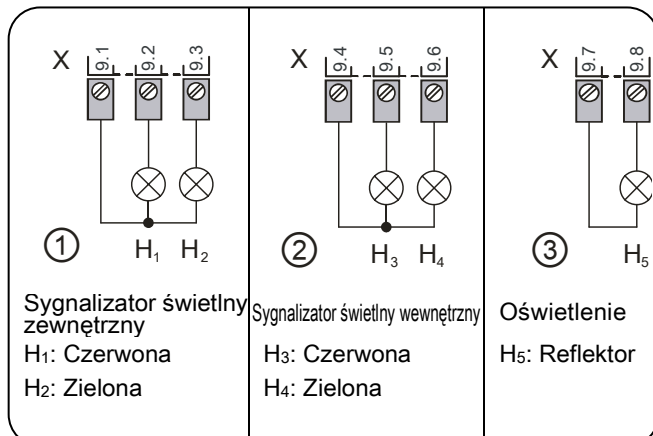 X 9.1 9.2 9.3
1 H₁ H₂
Sygnalizator świetlny
zewnętrzny
H₁: Czerwona
H₂: Zielona
X 9.4 9.5 9.6
2 H₃ H₄
Sygnalizator świetlny wewnętrzny
H₃: Czerwona
H₄: Zielona
X 9.7 9.8
3 H₅
Oświetlenie
H₅: Reflektor